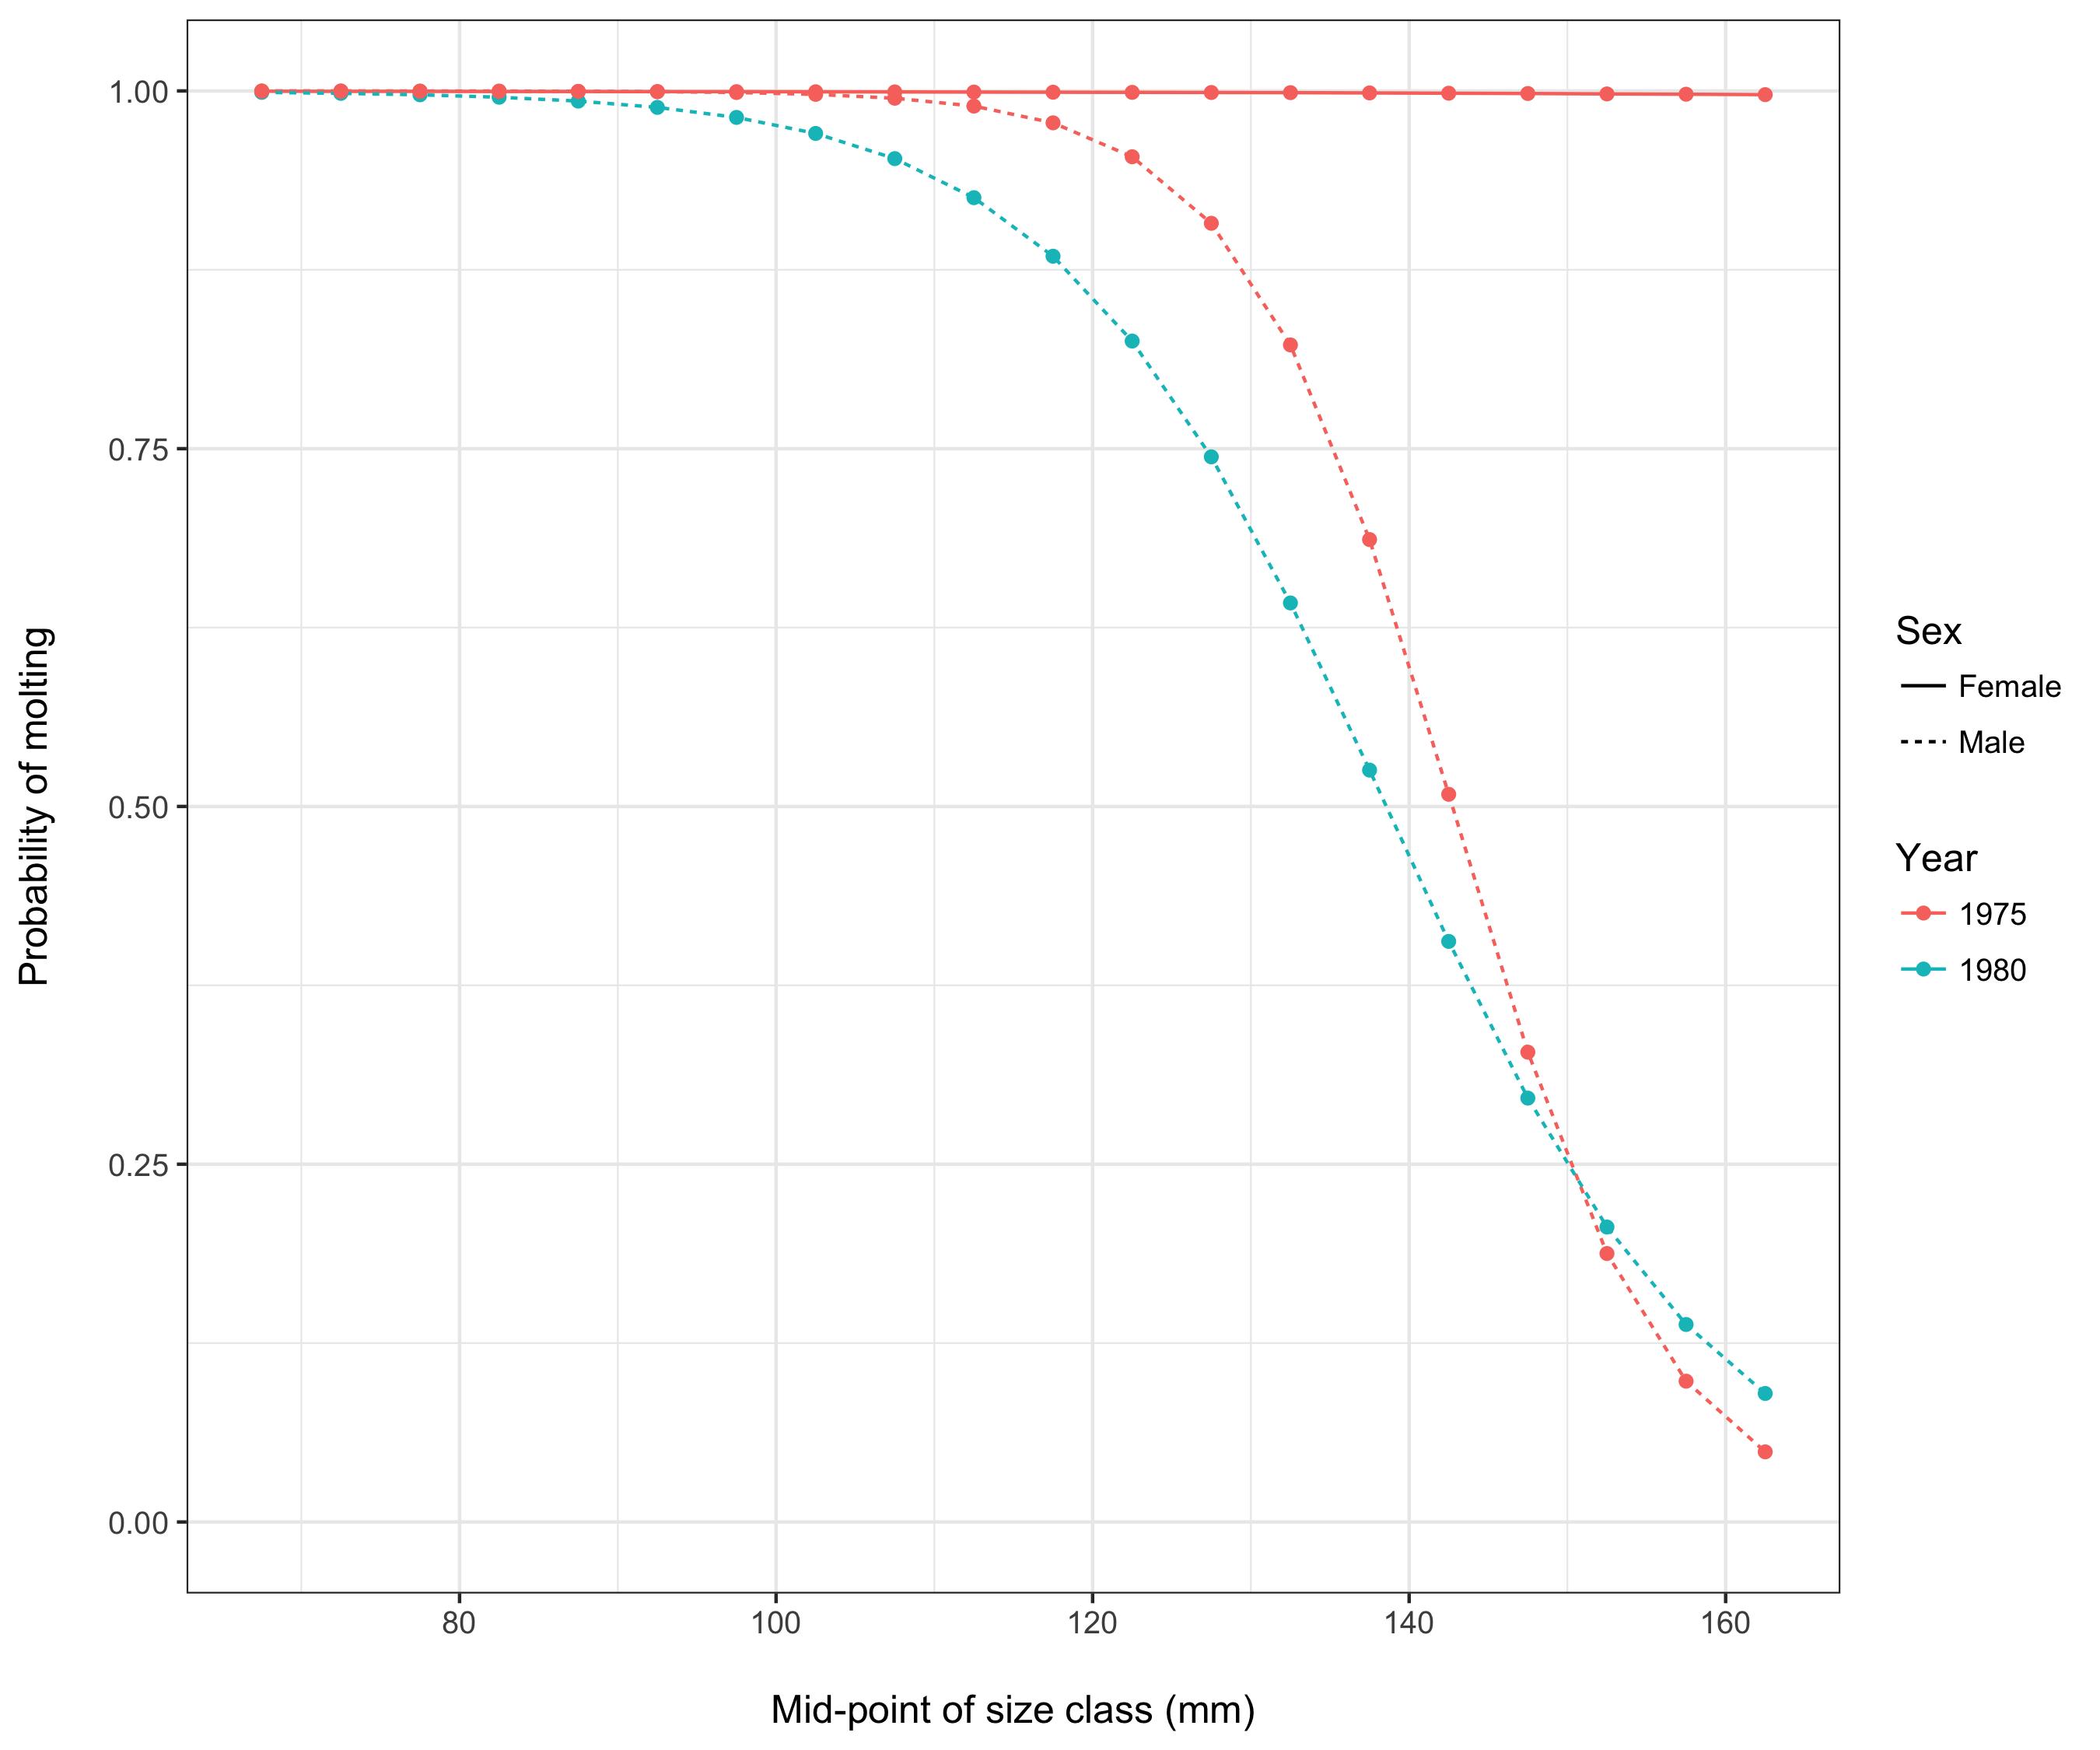 1.00
0.75
0.50
0.25
0.00
80 100 120 140 160
Mid-point of size class (mm)
Probability of molting
Sex
Female
Male
Year
1975
1980